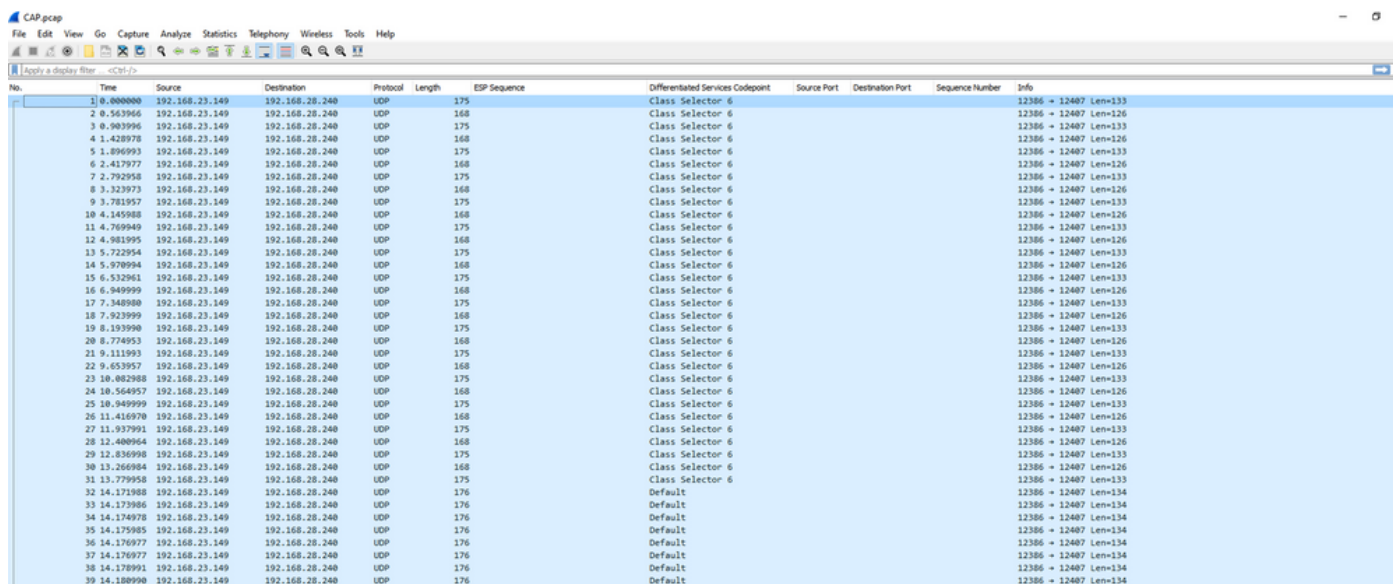 CAP.pcap
File Edit View Go Capture Analyze Statistics Telephony Wireless Tools Help
Apply a display filter ... <Ctrl-/>
No. Time Source Destination Protocol Length ESP Sequence Differentiated Services Codepoint Source Port Destination Port Sequence Number Info
1 0.000000 192.168.23.149 192.168.28.240 UDP 175 Class Selector 6 12386 → 12407 Len=133
2 0.563966 192.168.23.149 192.168.28.240 UDP 168 Class Selector 6 12386 → 12407 Len=126
3 0.903996 192.168.23.149 192.168.28.240 UDP 175 Class Selector 6 12386 → 12407 Len=133
4 1.428978 192.168.23.149 192.168.28.240 UDP 168 Class Selector 6 12386 → 12407 Len=126
5 1.896993 192.168.23.149 192.168.28.240 UDP 175 Class Selector 6 12386 → 12407 Len=133
6 2.417977 192.168.23.149 192.168.28.240 UDP 168 Class Selector 6 12386 → 12407 Len=126
7 2.792958 192.168.23.149 192.168.28.240 UDP 175 Class Selector 6 12386 → 12407 Len=133
8 3.323973 192.168.23.149 192.168.28.240 UDP 168 Class Selector 6 12386 → 12407 Len=126
9 3.781957 192.168.23.149 192.168.28.240 UDP 175 Class Selector 6 12386 → 12407 Len=133
10 4.145988 192.168.23.149 192.168.28.240 UDP 168 Class Selector 6 12386 → 12407 Len=126
11 4.769949 192.168.23.149 192.168.28.240 UDP 175 Class Selector 6 12386 → 12407 Len=133
12 4.981995 192.168.23.149 192.168.28.240 UDP 168 Class Selector 6 12386 → 12407 Len=126
13 5.722954 192.168.23.149 192.168.28.240 UDP 175 Class Selector 6 12386 → 12407 Len=133
14 5.970994 192.168.23.149 192.168.28.240 UDP 168 Class Selector 6 12386 → 12407 Len=126
15 6.532961 192.168.23.149 192.168.28.240 UDP 175 Class Selector 6 12386 → 12407 Len=133
16 6.949999 192.168.23.149 192.168.28.240 UDP 168 Class Selector 6 12386 → 12407 Len=126
17 7.348980 192.168.23.149 192.168.28.240 UDP 175 Class Selector 6 12386 → 12407 Len=133
18 7.923999 192.168.23.149 192.168.28.240 UDP 168 Class Selector 6 12386 → 12407 Len=126
19 8.193990 192.168.23.149 192.168.28.240 UDP 175 Class Selector 6 12386 → 12407 Len=133
20 8.774953 192.168.23.149 192.168.28.240 UDP 168 Class Selector 6 12386 → 12407 Len=126
21 9.111993 192.168.23.149 192.168.28.240 UDP 175 Class Selector 6 12386 → 12407 Len=133
22 9.653957 192.168.23.149 192.168.28.240 UDP 168 Class Selector 6 12386 → 12407 Len=126
23 10.082988 192.168.23.149 192.168.28.240 UDP 175 Class Selector 6 12386 → 12407 Len=133
24 10.564957 192.168.23.149 192.168.28.240 UDP 168 Class Selector 6 12386 → 12407 Len=126
25 10.949999 192.168.23.149 192.168.28.240 UDP 175 Class Selector 6 12386 → 12407 Len=133
26 11.416970 192.168.23.149 192.168.28.240 UDP 168 Class Selector 6 12386 → 12407 Len=126
27 11.937991 192.168.23.149 192.168.28.240 UDP 175 Class Selector 6 12386 → 12407 Len=133
28 12.400964 192.168.23.149 192.168.28.240 UDP 168 Class Selector 6 12386 → 12407 Len=126
29 12.836998 192.168.23.149 192.168.28.240 UDP 175 Class Selector 6 12386 → 12407 Len=133
30 13.266984 192.168.23.149 192.168.28.240 UDP 168 Class Selector 6 12386 → 12407 Len=126
31 13.779958 192.168.23.149 192.168.28.240 UDP 175 Class Selector 6 12386 → 12407 Len=133
32 14.171988 192.168.23.149 192.168.28.240 UDP 176 Default 12386 → 12407 Len=134
33 14.173986 192.168.23.149 192.168.28.240 UDP 176 Default 12386 → 12407 Len=134
34 14.174978 192.168.23.149 192.168.28.240 UDP 176 Default 12386 → 12407 Len=134
35 14.175985 192.168.23.149 192.168.28.240 UDP 176 Default 12386 → 12407 Len=134
36 14.176977 192.168.23.149 192.168.28.240 UDP 176 Default 12386 → 12407 Len=134
37 14.176977 192.168.23.149 192.168.28.240 UDP 176 Default 12386 → 12407 Len=134
38 14.178991 192.168.23.149 192.168.28.240 UDP 176 Default 12386 → 12407 Len=134
39 14.180990 192.168.23.149 192.168.28.240 UDP 176 Default 12386 → 12407 Len=134